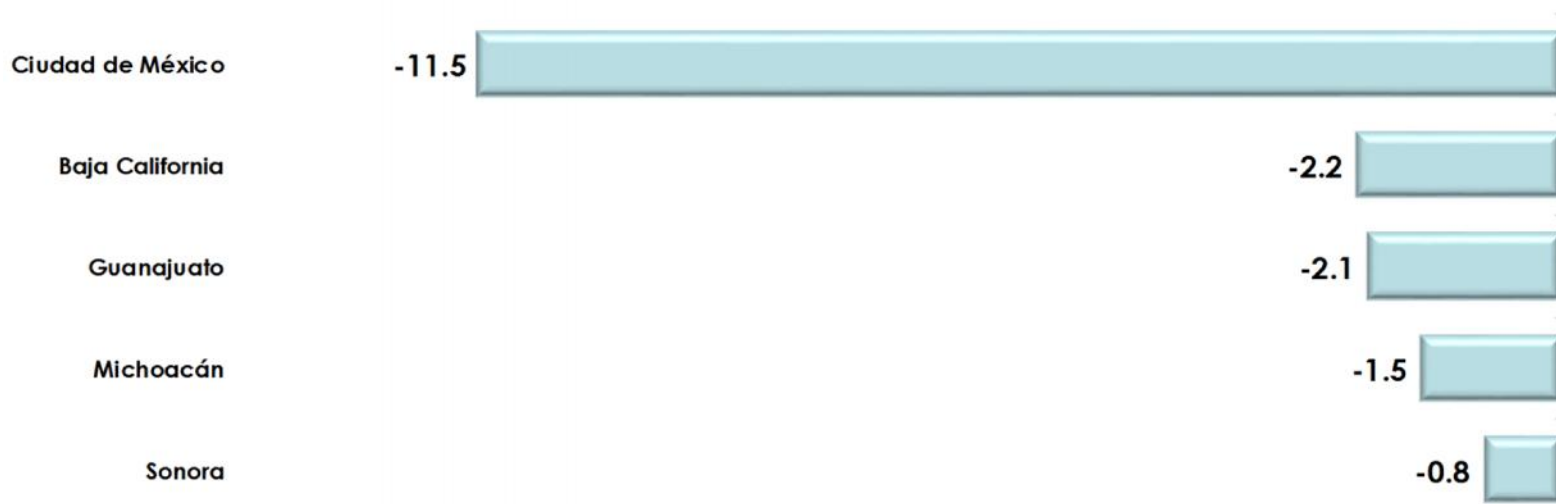 Ciudad de México -11.5
Baja California -2.2
Guanajuato -2.1
Michoacán -1.5
Sonora -0.8